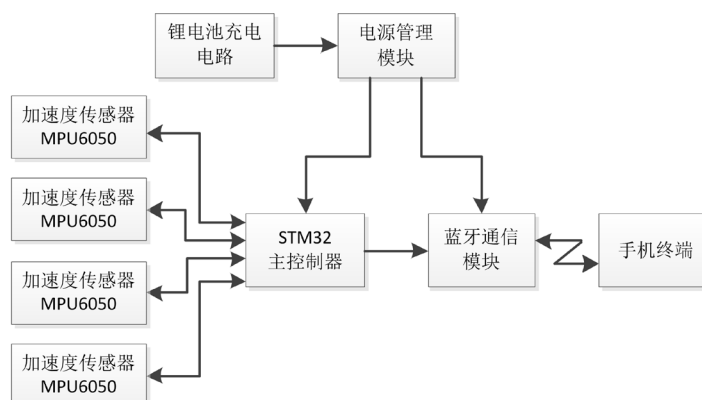 锂电池充电
电路
电源管理
模块
加速度传感器
MPU6050
加速度传感器
MPU6050
加速度传感器
MPU6050
加速度传感器
MPU6050
STM32
主控制器
蓝牙通信
模块
手机终端